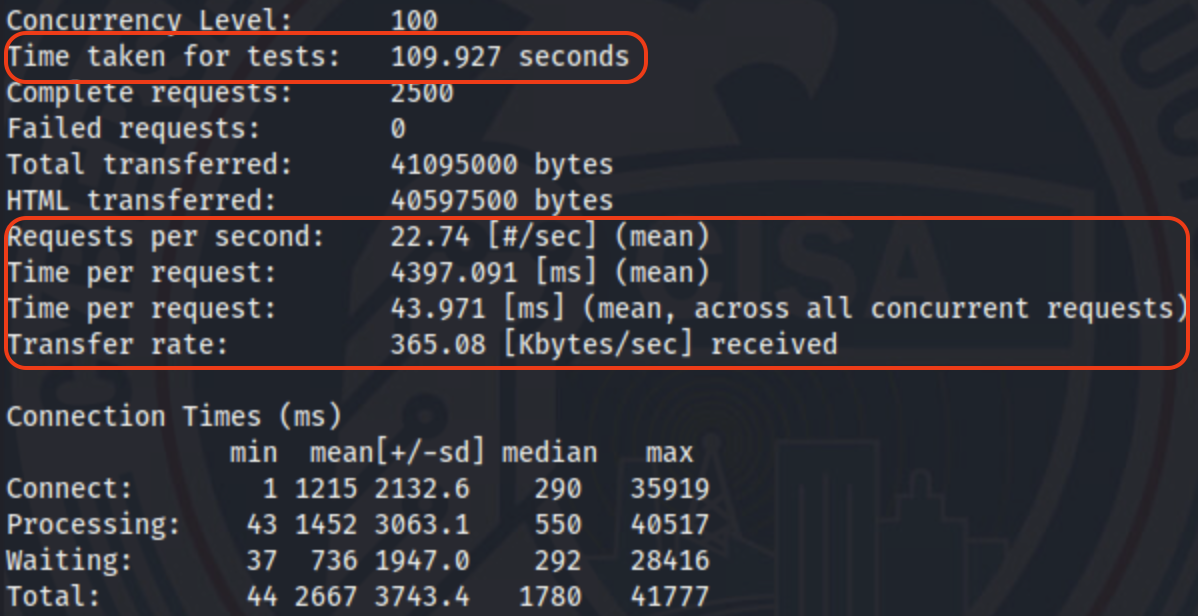 Concurrency Level:      100
Time taken for tests:   109.927 seconds
Complete requests:      2500
Failed requests:        0
Total transferred:      41095000 bytes
HTML transferred:       40597500 bytes
Requests per second:    22.74 [#/sec] (mean)
Time per request:       4397.091 [ms] (mean)
Time per request:       43.971 [ms] (mean, across all concurrent requests)
Transfer rate:          365.08 [Kbytes/sec] received

Connection Times (ms)
              min  mean[+/-sd] median   max
Connect:        1 1215 2132.6    290   35919
Processing:    43 1452 3063.1    550   40517
Waiting:       37  736 1947.0    292   28416
Total:         44 2667 3743.4   1780   41777
CISA